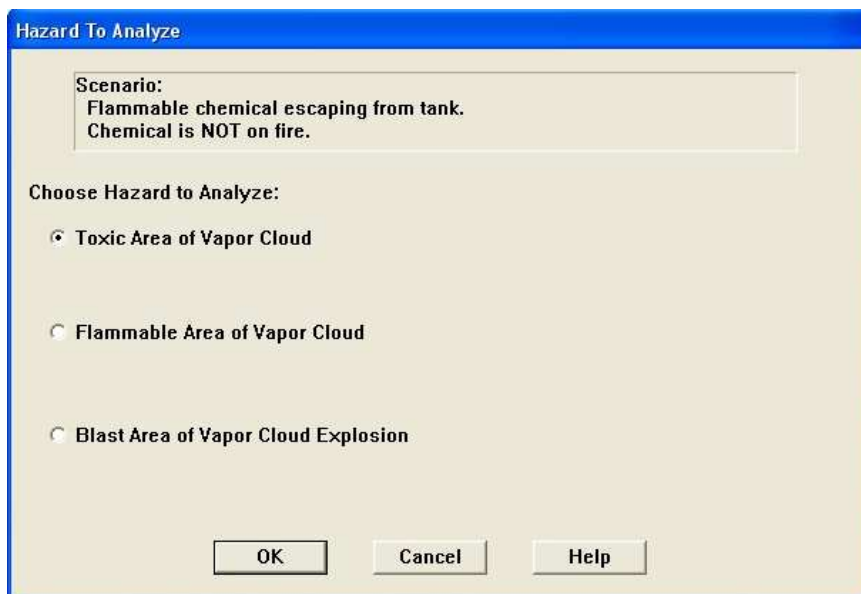 Hazard To Analyze
Scenario:
Flammable chemical escaping from tank.
Chemical is NOT on fire.
Choose Hazard to Analyze:
Toxic Area of Vapor Cloud
Flammable Area of Vapor Cloud
Blast Area of Vapor Cloud Explosion
OK Cancel Help